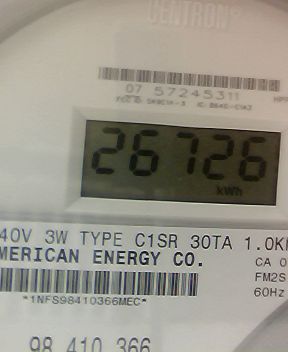 CENTRON®
07 57245311
26726
kWh
40V 3W TYPE C1SR 30TA 1.0K
MERICAN ENERGY CO.
CA 0
FM2S
60Hz
*1NFS98410366MEC*
98 410 366